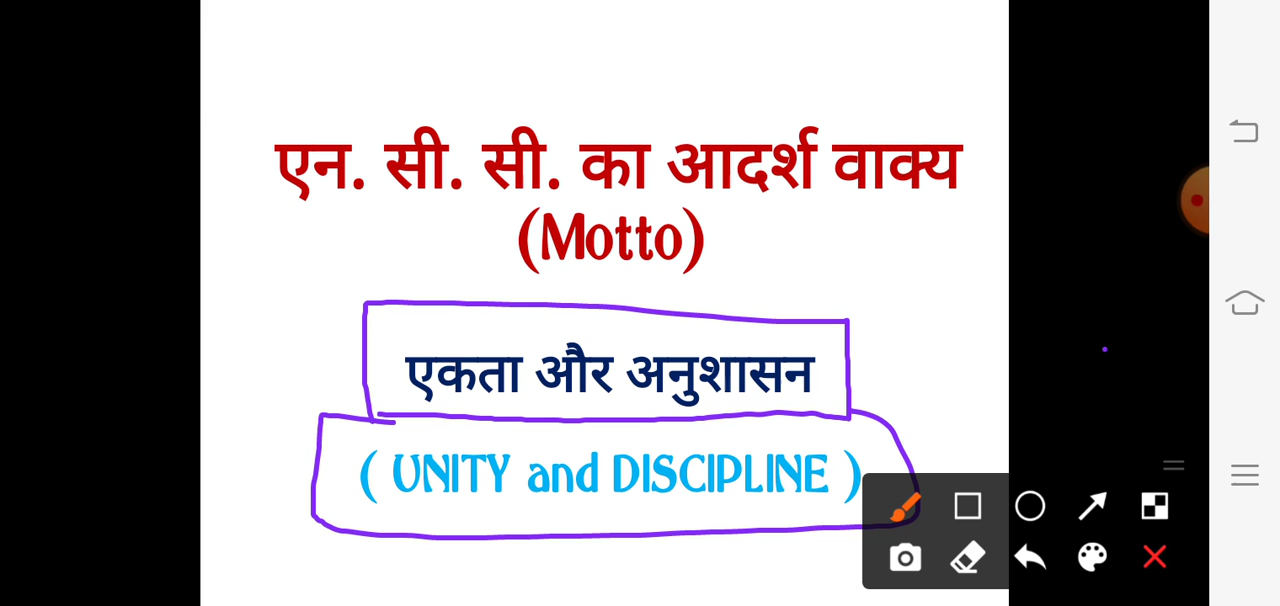 एन. सी. सी. का आदर्श वाक्य
(Motto)
एकता और अनुशासन
( UNITY and DISCIPLINE )